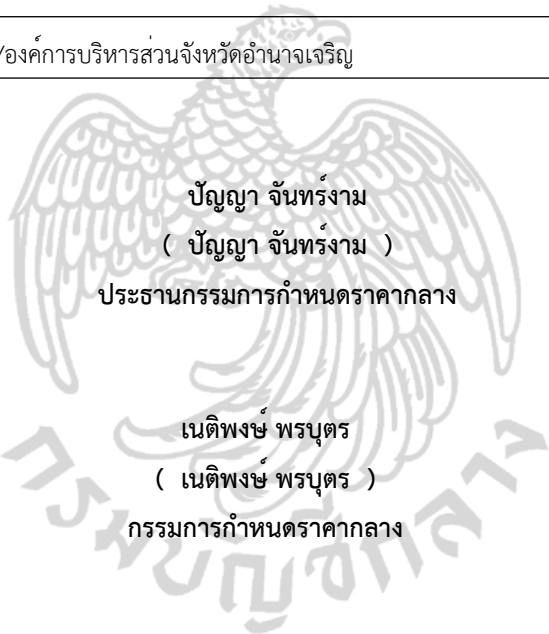 /องค์การบริหารส่วนจังหวัดอำนาจเจริญ
ปัญญา จันทร์งาม
( ปัญญา จันทร์งาม )
ประธานกรรมการกำหนดราคากลาง
เนติพงษ์ พรบุตร
( เนติพงษ์ พรบุตร )
กรรมการกำหนดราคากลาง
กรมบัญชีกลาง